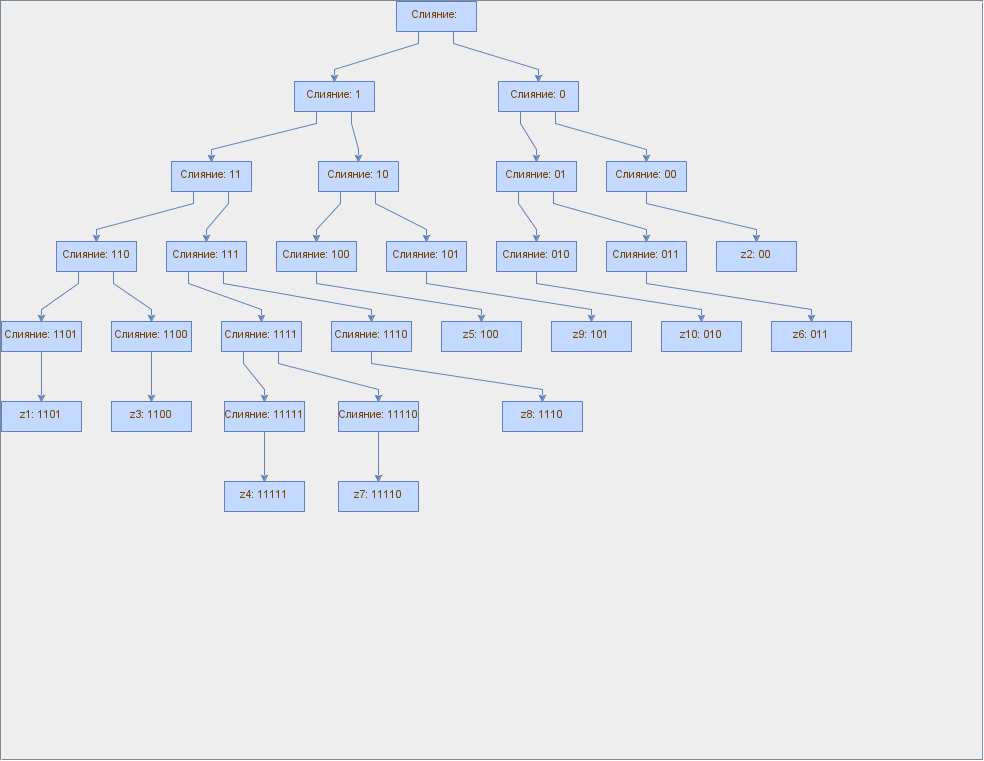 Слияние:
Слияние: 1
Слияние: 0
Слияние: 11
Слияние: 10
Слияние: 01
Слияние: 00
Слияние: 110
Слияние: 111
Слияние: 100
Слияние: 101
Слияние: 010
Слияние: 011
z2: 00
Слияние: 1101
Слияние: 1100
Слияние: 1111
Слияние: 1110
z5: 100
z9: 101
z10: 010
z6: 011
z1: 1101
z3: 1100
Слияние: 11111
Слияние: 11110
z8: 1110
z4: 11111
z7: 11110